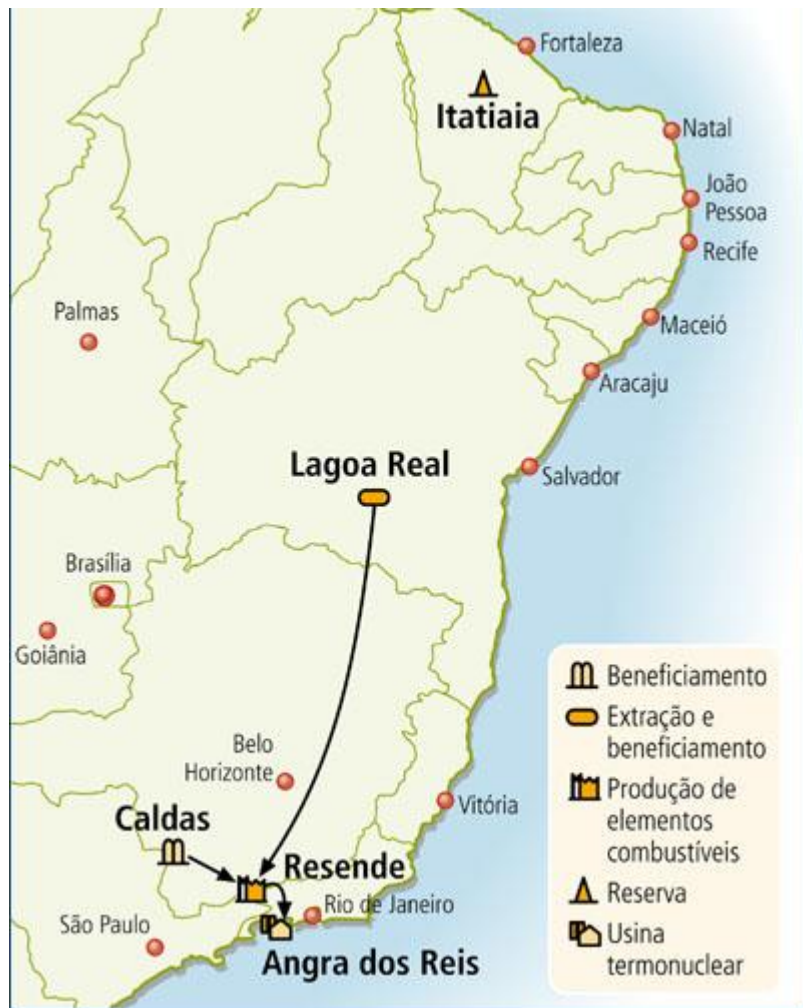 Fortaleza
Itatiaia
Natal
João
Pessoa
Recife
Palmas
Maceió
Aracaju
Lagoa Real
Salvador
Brasília
Goiânia
Belo
Horizonte
Vitória
Caldas
Resende
Rio de Janeiro
São Paulo
Angra dos Reis
Beneficiamento
Extração e
beneficiamento
Produção de
elementos
combustíveis
Reserva
Usina
termonuclear